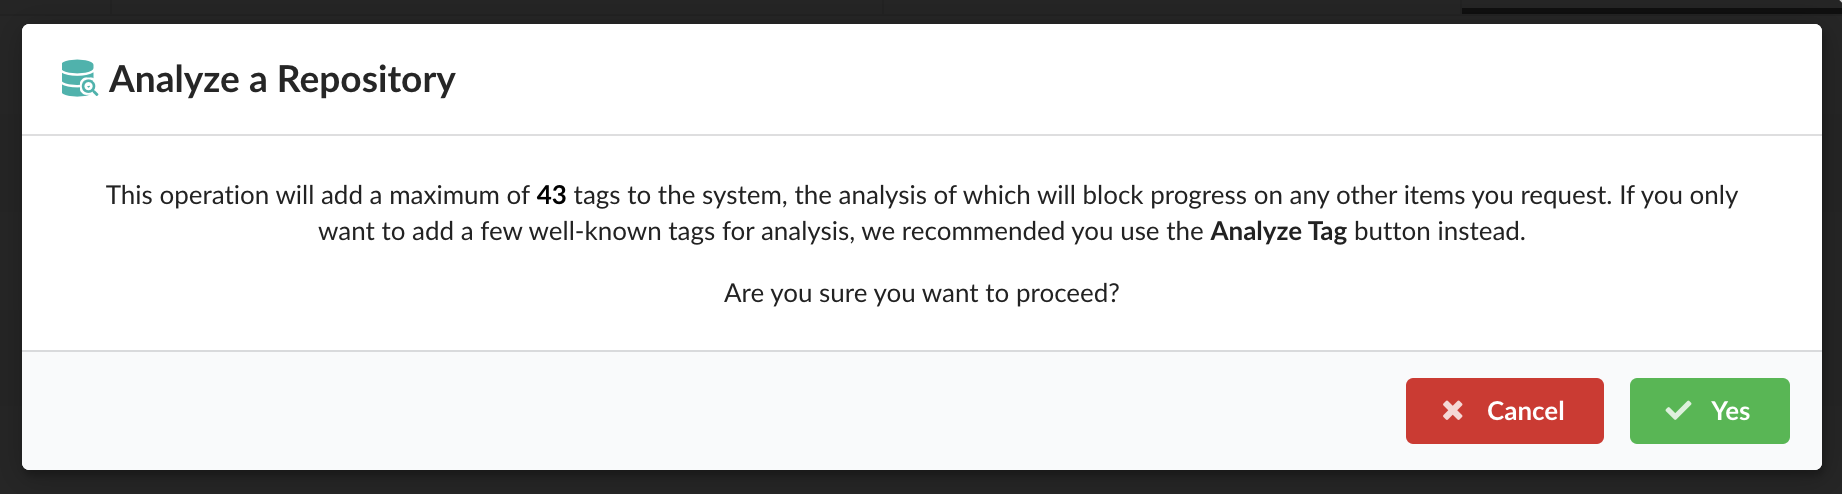 Analyze a Repository
This operation will add a maximum of 43 tags to the system, the analysis of which will block progress on any other items you request. If you only
want to add a few well-known tags for analysis, we recommended you use the Analyze Tag button instead.
Are you sure you want to proceed?
Cancel
Yes